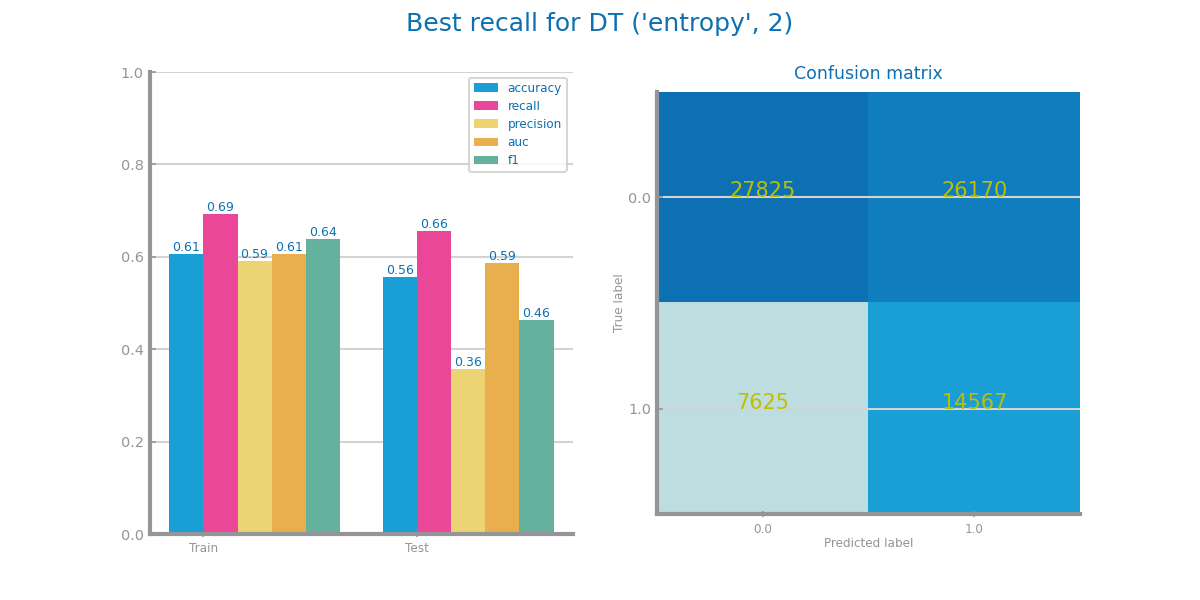 Best recall for DT ('entropy', 2)
1.0
0.8
0.6
0.4
0.2
0.0
accuracy
recall
precision
auc
f1
0.61
0.69
0.59
0.61
0.64
0.56
0.66
0.36
0.59
0.46
Train
Test
Confusion matrix
True label
0.0
1.0
27825
26170
7625
14567
0.0
1.0
Predicted label